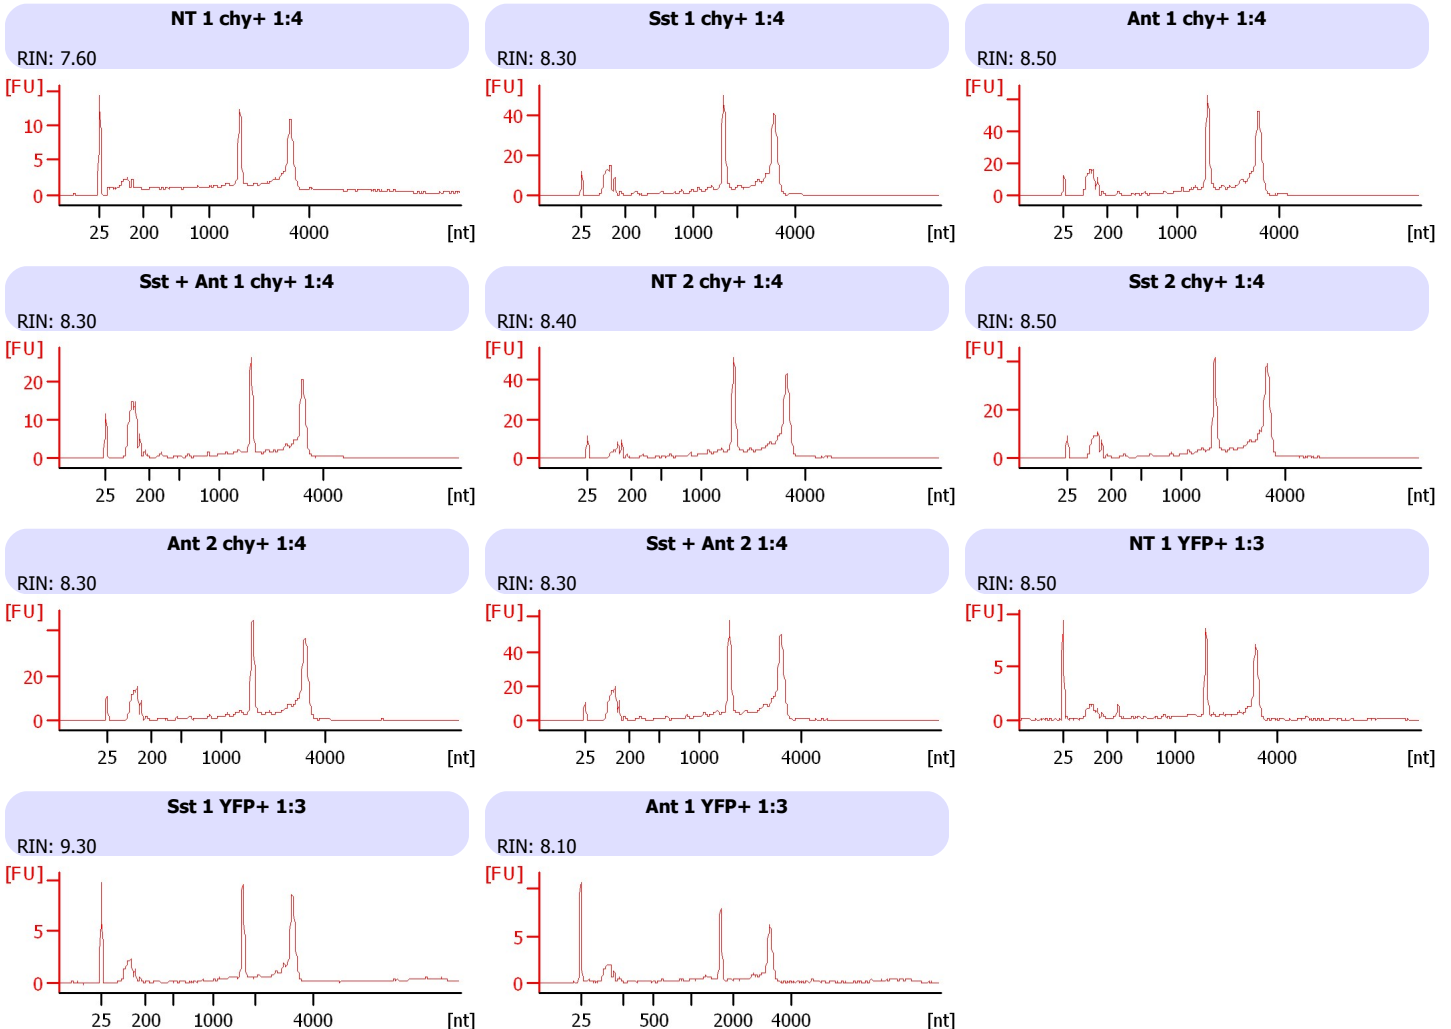 NT 1 chy+ 1:4
RIN: 7.60
[FU]
10
5
0
25 200 1000 4000 [nt]
Sst 1 chy+ 1:4
RIN: 8.30
[FU]
40
20
0
25 200 1000 4000 [nt]
Ant 1 chy+ 1:4
RIN: 8.50
[FU]
40
20
0
25 200 1000 4000 [nt]
Sst + Ant 1 chy+ 1:4
RIN: 8.30
[FU]
20
10
0
25 200 1000 4000 [nt]
NT 2 chy+ 1:4
RIN: 8.40
[FU]
40
20
0
25 200 1000 4000 [nt]
Sst 2 chy+ 1:4
RIN: 8.50
[FU]
20
0
25 200 1000 4000 [nt]
Ant 2 chy+ 1:4
RIN: 8.30
[FU]
20
0
25 200 1000 4000 [nt]
Sst + Ant 2 1:4
RIN: 8.30
[FU]
40
20
0
25 200 1000 4000 [nt]
NT 1 YFP+ 1:3
RIN: 8.50
[FU]
5
0
25 200 1000 4000 [nt]
Sst 1 YFP+ 1:3
RIN: 9.30
[FU]
5
0
25 200 1000 4000 [nt]
Ant 1 YFP+ 1:3
RIN: 8.10
[FU]
5
0
25 500 2000 4000 [nt]